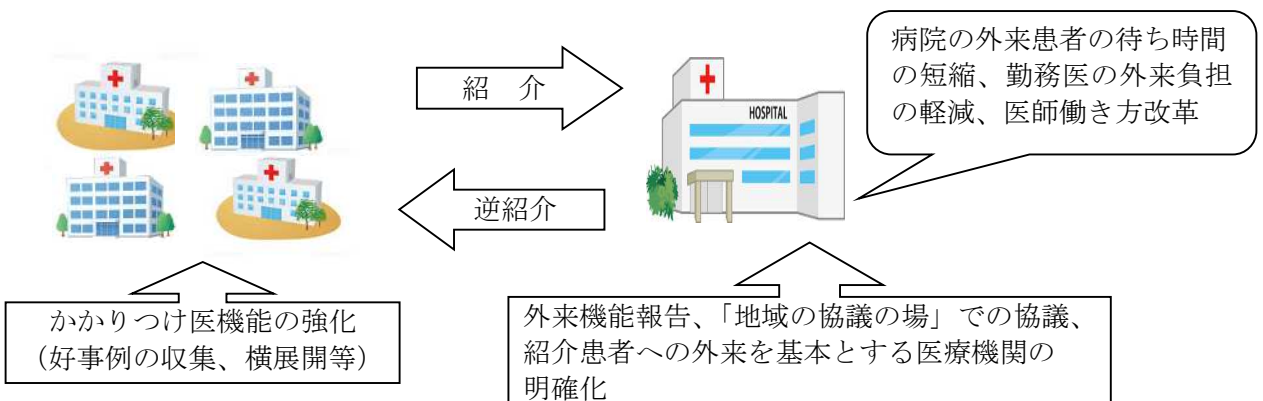 紹 介
HOSPITAL
病院の外来患者の待ち時間
の短縮、勤務医の外来負担
の軽減、医師働き方改革
逆紹介
かかりつけ医機能の強化
（好事例の収集、横展開等）
外来機能報告、「地域の協議の場」での協議、
紹介患者への外来を基本とする医療機関の
明確化